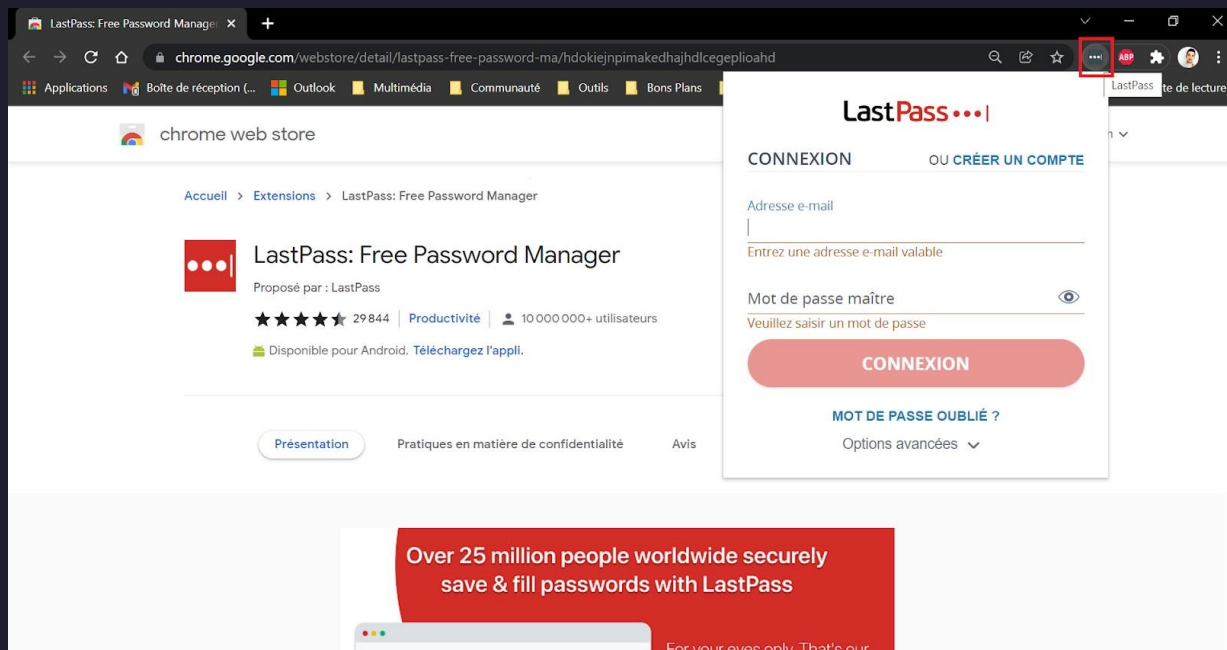 LastPass: Free Password Manager
chrome.google.com/webstore/detail/lastpass-free-password-ma/hdokiejnpimakedhajhdlcegeplioahd
ABP
Applications
Boîte de réception (...
Outlook
Multimédia
Communauté
Outils
Bons Plans
LastPass
te de lecture
chrome web store
Accueil > Extensions > LastPass: Free Password Manager
LastPass: Free Password Manager
Proposé par : LastPass
29 844
Productivité
10 000 000+ utilisateurs
Disponible pour Android. Téléchargez l'appli.
Présentation
Pratiques en matière de confidentialité
Avis
LastPass
CONNEXION
OU CRÉER UN COMPTE
Adresse e-mail
Entrez une adresse e-mail valable
Mot de passe maître
Veuillez saisir un mot de passe
CONNEXION
MOT DE PASSE OUBLIÉ ?
Options avancées
Over 25 million people worldwide securely
save & fill passwords with LastPass
For your eyes only. That's our